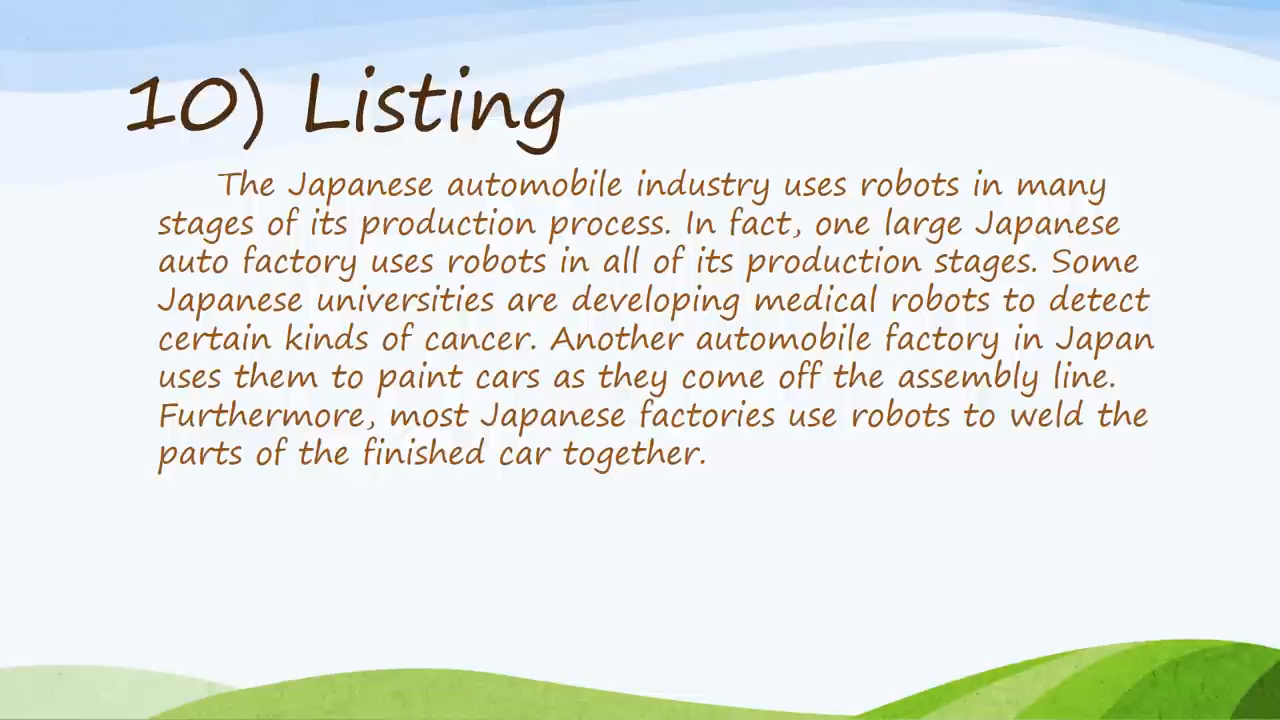 10) Listing
The Japanese automobile industry uses robots in many
stages of its production process. In fact, one large Japanese
auto factory uses robots in all of its production stages. Some
Japanese universities are developing medical robots to detect
certain kinds of cancer. Another automobile factory in Japan
uses them to paint cars as they come off the assembly line.
Furthermore, most Japanese factories use robots to weld the
parts of the finished car together.